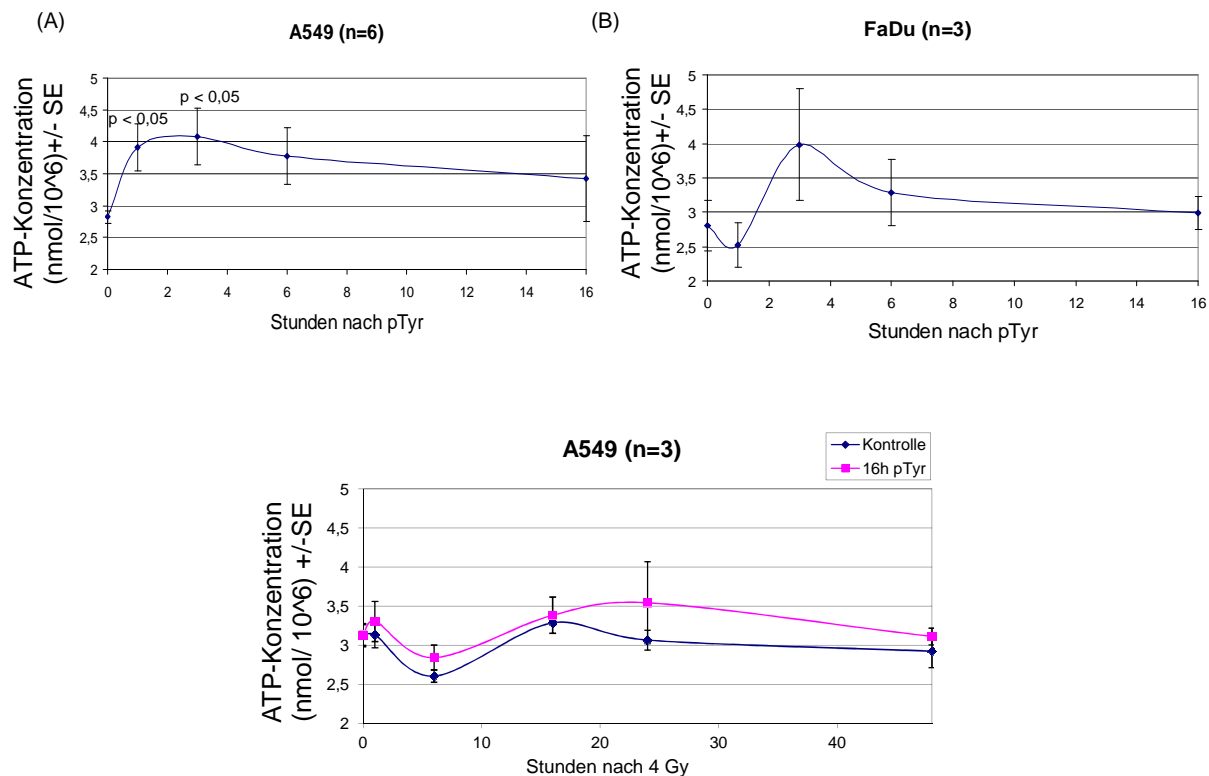 (A)
A549 (n=6)
ATP-Konzentration
(nmol/10^6)+/- SE
5
4,5
4
3,5
3
2,5
2
p < 0,05
p < 0,05
0 2 4 6 8 10 12 14 16
Stunden nach pTyr
(B)
FaDu (n=3)
ATP-Konzentration
(nmol/10^6)+/- SE
5
4,5
4
3,5
3
2,5
2
0 2 4 6 8 10 12 14 16
Stunden nach pTyr
A549 (n=3)
Kontrolle
16h pTyr
ATP-Konzentration
(nmol/ 10^6) +/-SE
5
4,5
4
3,5
3
2,5
2
0 10 20 30 40
Stunden nach 4 Gy